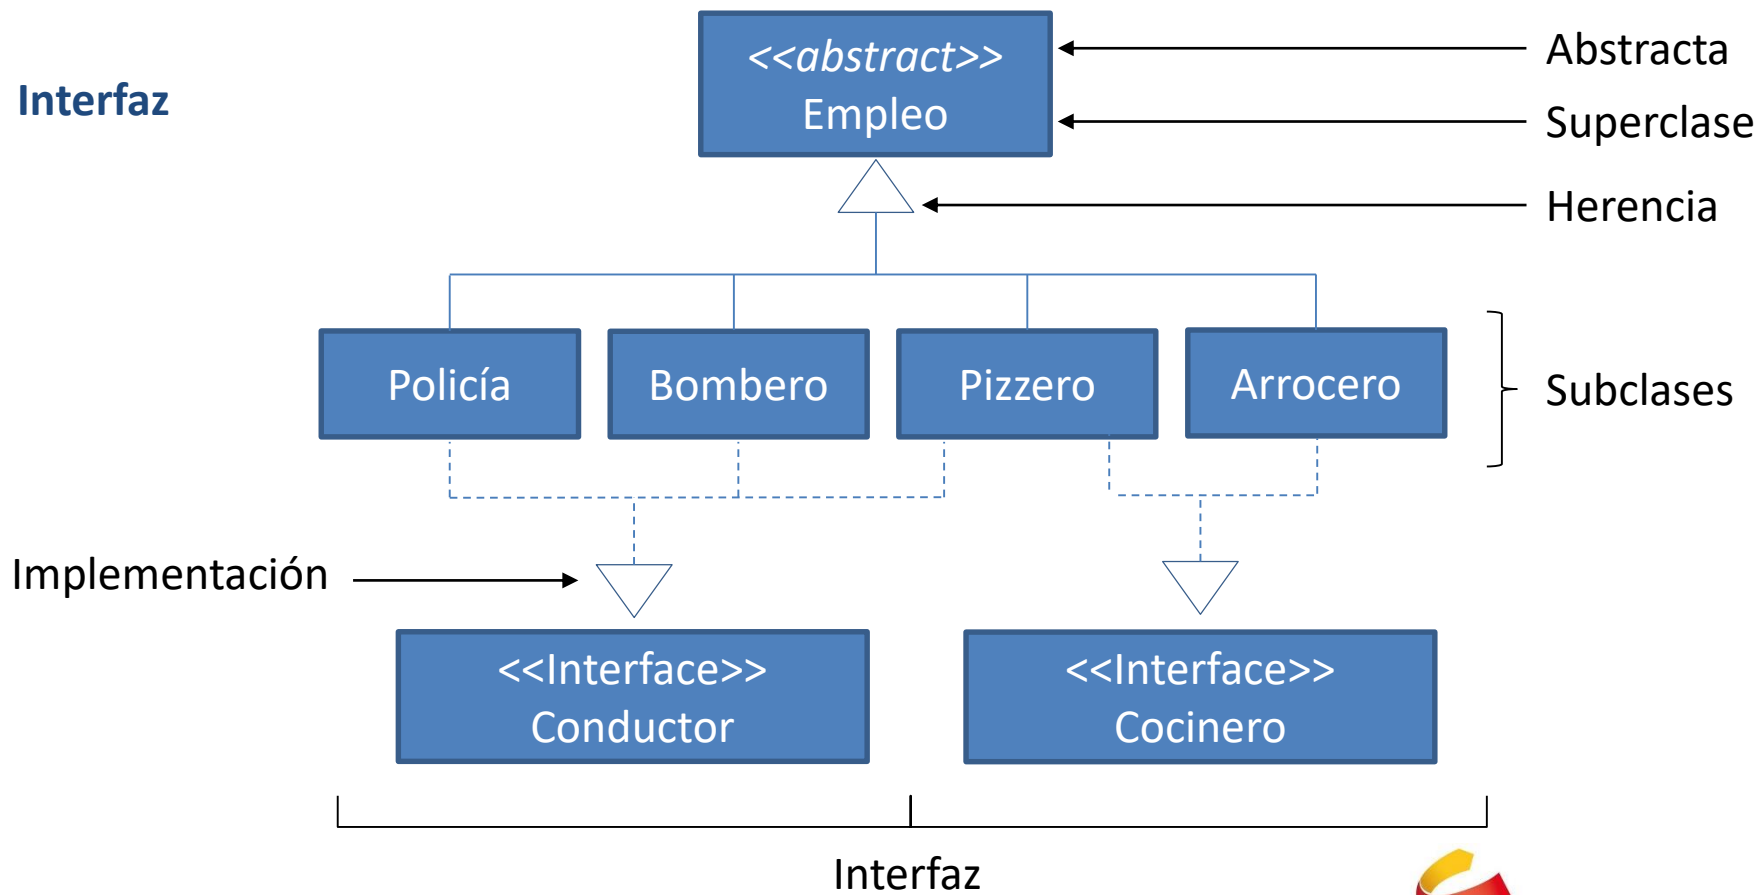 Interfaz
<<abstract>>
Empleo
Abstracta
Superclase
Herencia
Policía
Bombero
Pizzero
Arrocero
Subclases
Implementación
<<Interface>>
Conductor
<<Interface>>
Cocinero
Interfaz